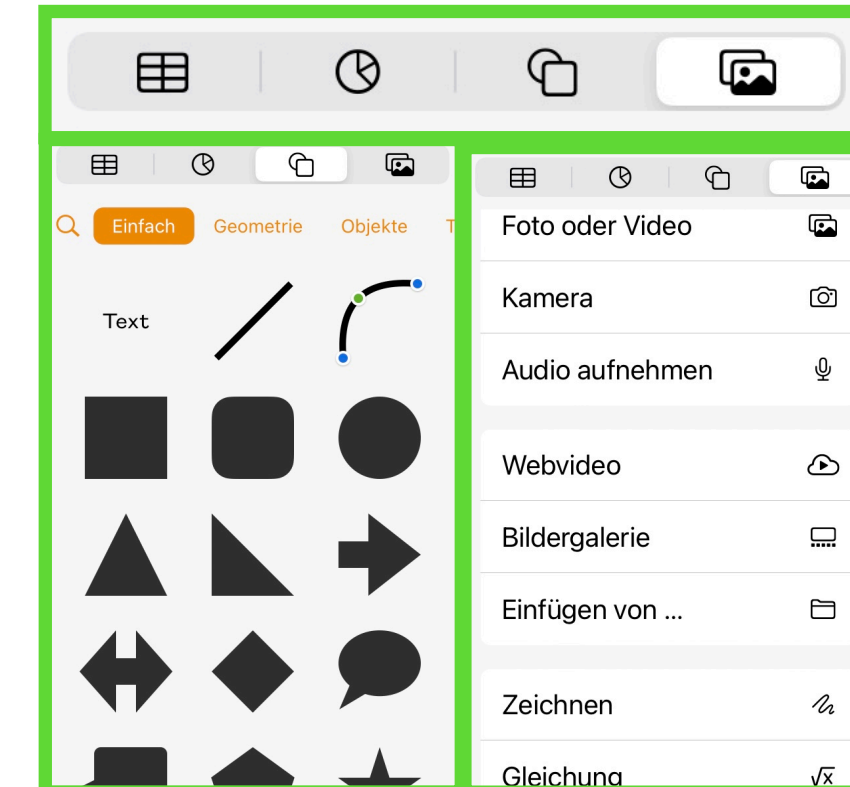 Einfach Geometrie Objekte T
Text
Foto oder Video
Kamera
Audio aufnehmen
Webvideo
Bildergalerie
Einfügen von ...
Zeichnen
Gleichung
√x